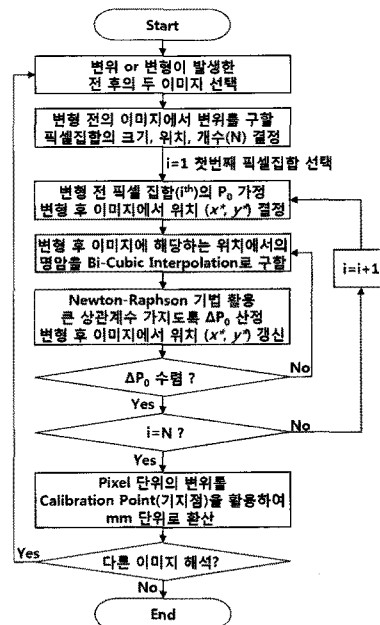 Start
변위 or 변형이 발생한
전 후의 두 이미지 선택
변형 전의 이미지에서 변위를 구할
픽셀집합의 크기, 위치, 개수(N) 결정
i=1 첫번째 픽셀집합 선택
변형 전 픽셀 집합(iᵗʰ)의 P₀ 가정
변형 후 이미지에서 위치 (x*, y*) 결정
변형 후 이미지에 해당하는 위치에서의
명암을 Bi-Cubic Interpolation로 구함
i=i+1
Newton-Raphson 기법 활용
큰 상관계수 가지도록 ΔP₀ 산정
변형 후 이미지에서 위치 (x*, y*) 갱신
ΔP₀ 수렴 ?
No
Yes
i=N ?
No
Yes
Pixel 단위의 변위를
Calibration Point(기지점)을 활용하여
mm 단위로 환산
Yes
다른 이미지 해석?
No
End